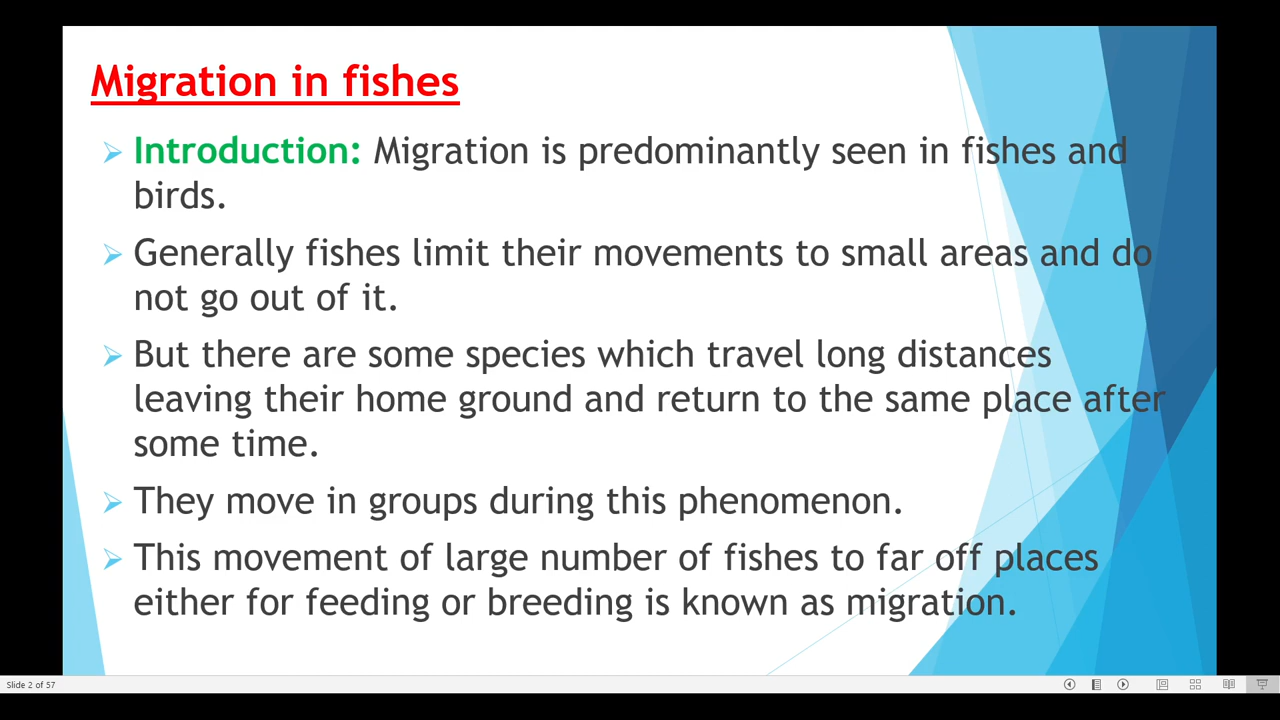 Migration in fishes
Introduction: Migration is predominantly seen in fishes and
birds.
Generally fishes limit their movements to small areas and do
not go out of it.
But there are some species which travel long distances
leaving their home ground and return to the same place after
some time.
They move in groups during this phenomenon.
This movement of large number of fishes to far off places
either for feeding or breeding is known as migration.
Slide 2 of 57